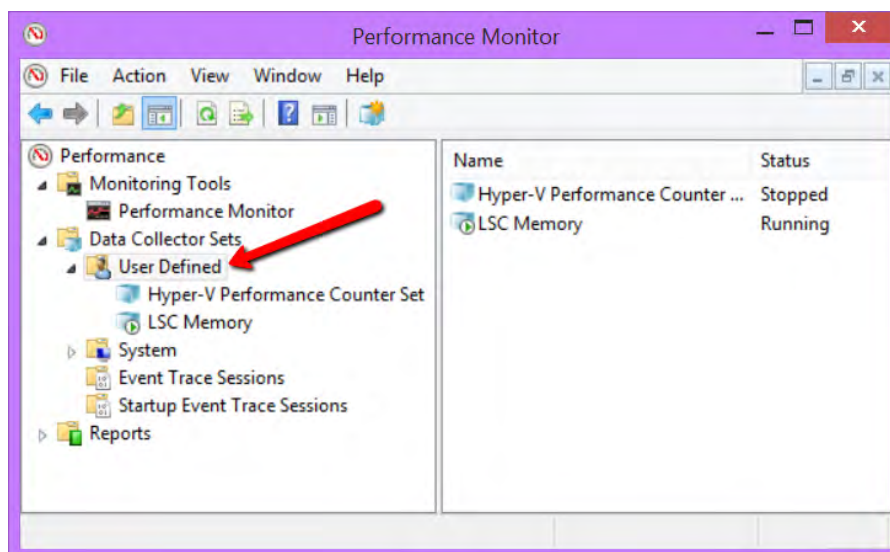 Performance Monitor
File Action View Window Help
Performance
Monitoring Tools
Performance Monitor
Data Collector Sets
User Defined
Hyper-V Performance Counter Set
LSC Memory
System
Event Trace Sessions
Startup Event Trace Sessions
Reports
Name Status
Hyper-V Performance Counter ... Stopped
LSC Memory Running